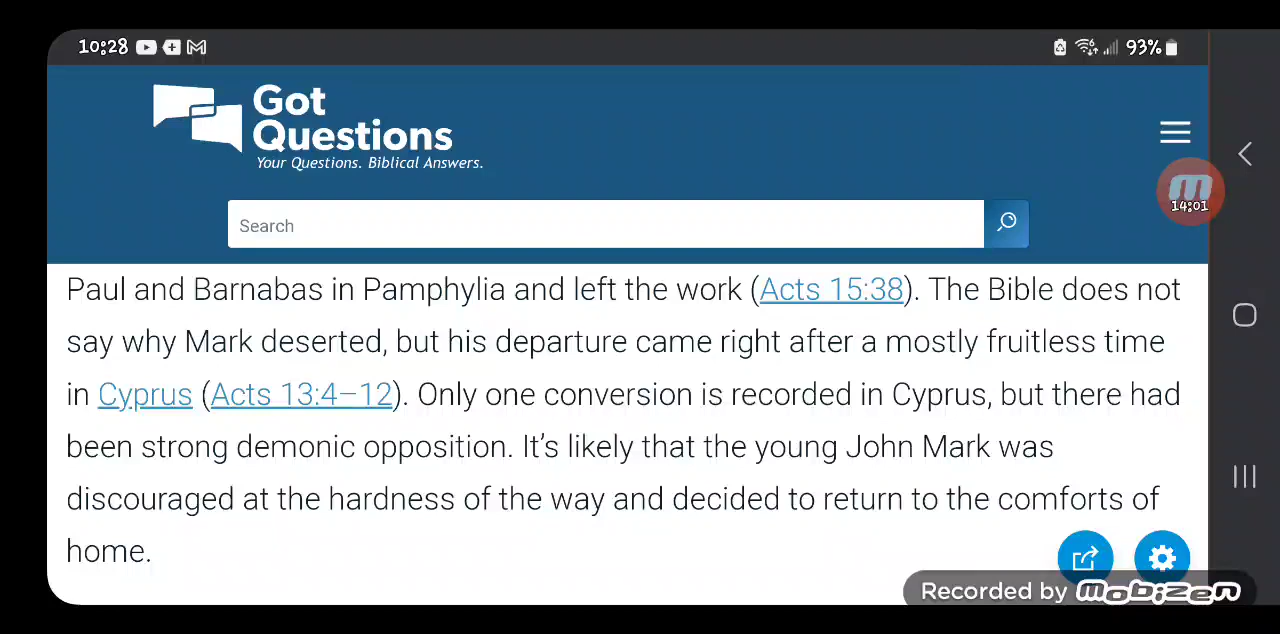 10:28
93%
Got
Questions
Your Questions. Biblical Answers.
14:01
Search
Paul and Barnabas in Pamphylia and left the work (Acts 15:38). The Bible does not
say why Mark deserted, but his departure came right after a mostly fruitless time
in Cyprus (Acts 13:4–12). Only one conversion is recorded in Cyprus, but there had
been strong demonic opposition. It’s likely that the young John Mark was
discouraged at the hardness of the way and decided to return to the comforts of
home.
Recorded by mobizen